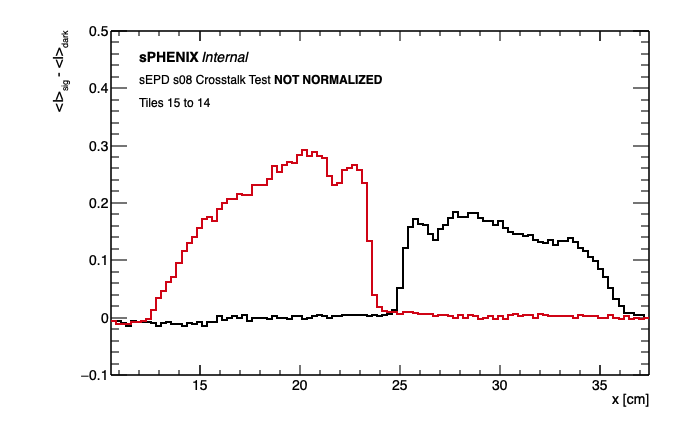 <I>sig - <I>dark
0.5
sPHENIX Internal
sEPD s08 Crosstalk Test NOT NORMALIZED
0.4
Tiles 15 to 14
0.3
0.2
0.1
0
−0.1
15 20 25 30 35
x [cm]